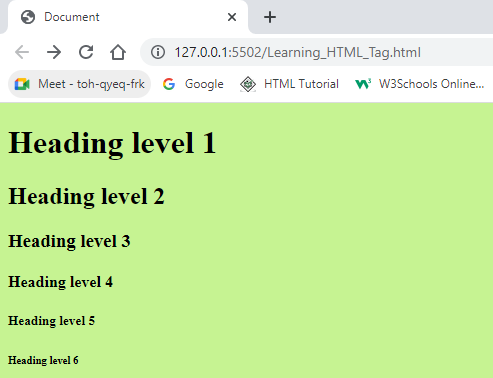 Document
127.0.0.1:5502/Learning_HTML_Tag.html
Meet - toh-qyeq-frk Google HTML Tutorial W3Schools Online...
Heading level 1
Heading level 2
Heading level 3
Heading level 4
Heading level 5
Heading level 6